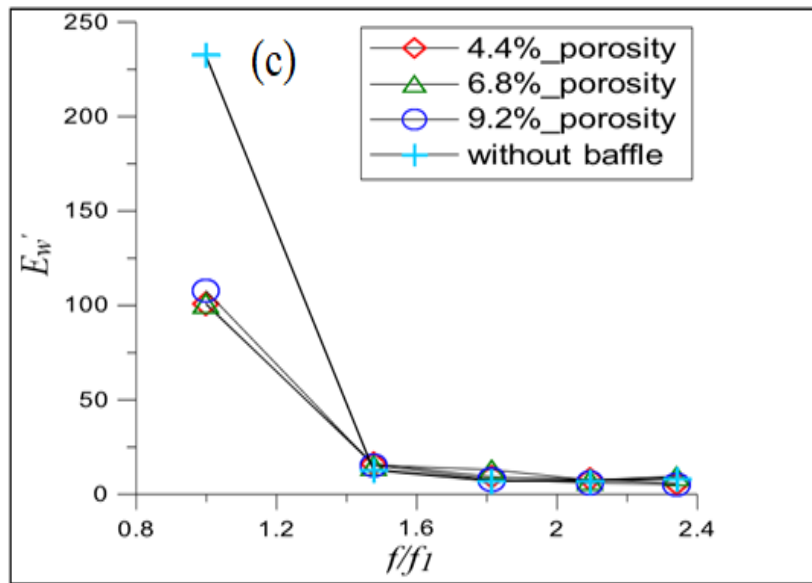 250
(c)
4.4%_porosity
6.8%_porosity
9.2%_porosity
without baffle
200
150
Ew'
100
50
0
0.8 1.2 1.6 2 2.4
f/f1